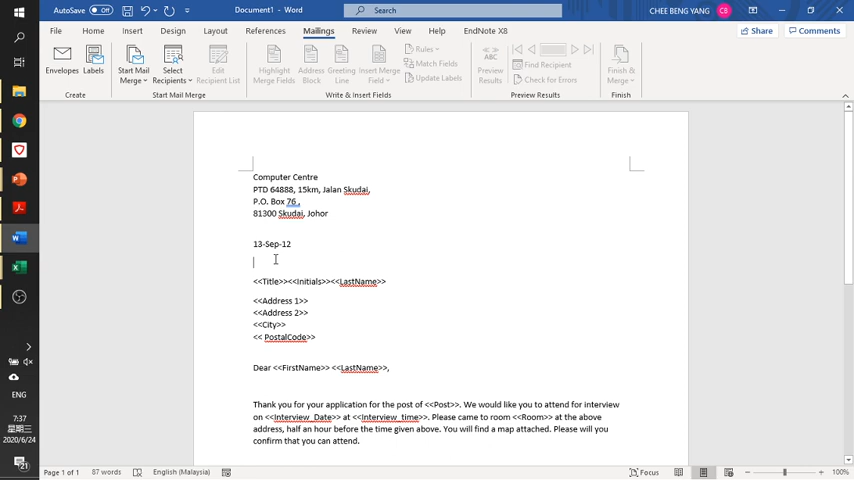 AutoSave Off Document1 - Word Search CHEE BENG YANG CB
File Home Insert Design Layout References Mailings Review View Help EndNote X8 Share Comments
Envelopes Labels Start Mail Merge Select Recipients Edit Recipient List Highlight Merge Fields Address Block Greeting Line Insert Merge Field Rules Match Fields Update Labels ABC Preview Results Find Recipient Check for Errors Finish & Merge
Create Start Mail Merge Write & Insert Fields Preview Results Finish
Computer Centre
PTD 64888, 15km, Jalan Skudai,
P.O. Box 76 ,
81300 Skudai, Johor
13-Sep-12
<<Title>><<Initials>><<LastName>>
<<Address 1>>
<<Address 2>>
<<City>>
<< PostalCode>>
Dear <<FirstName>> <<LastName>>,
Thank you for your application for the post of <<Post>>. We would like you to attend for interview
on <<Interview_Date>> at <<Interview_time>>. Please came to room <<Room>> at the above
address, half an hour before the time given above. You will find a map attached. Please will you
confirm that you can attend.
ENG
7:37
星期三
2020/6/24
21
Page 1 of 1 87 words English (Malaysia) Focus 100%